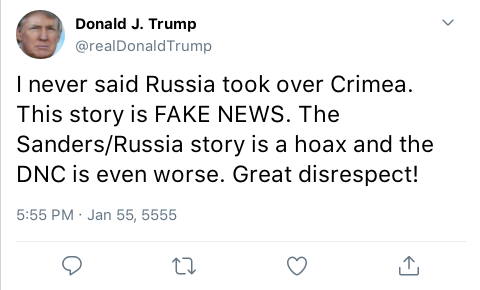 Donald J. Trump
@realDonaldTrump
I never said Russia took over Crimea.
This story is FAKE NEWS. The
Sanders/Russia story is a hoax and the
DNC is even worse. Great disrespect!
5:55 PM · Jan 55, 5555